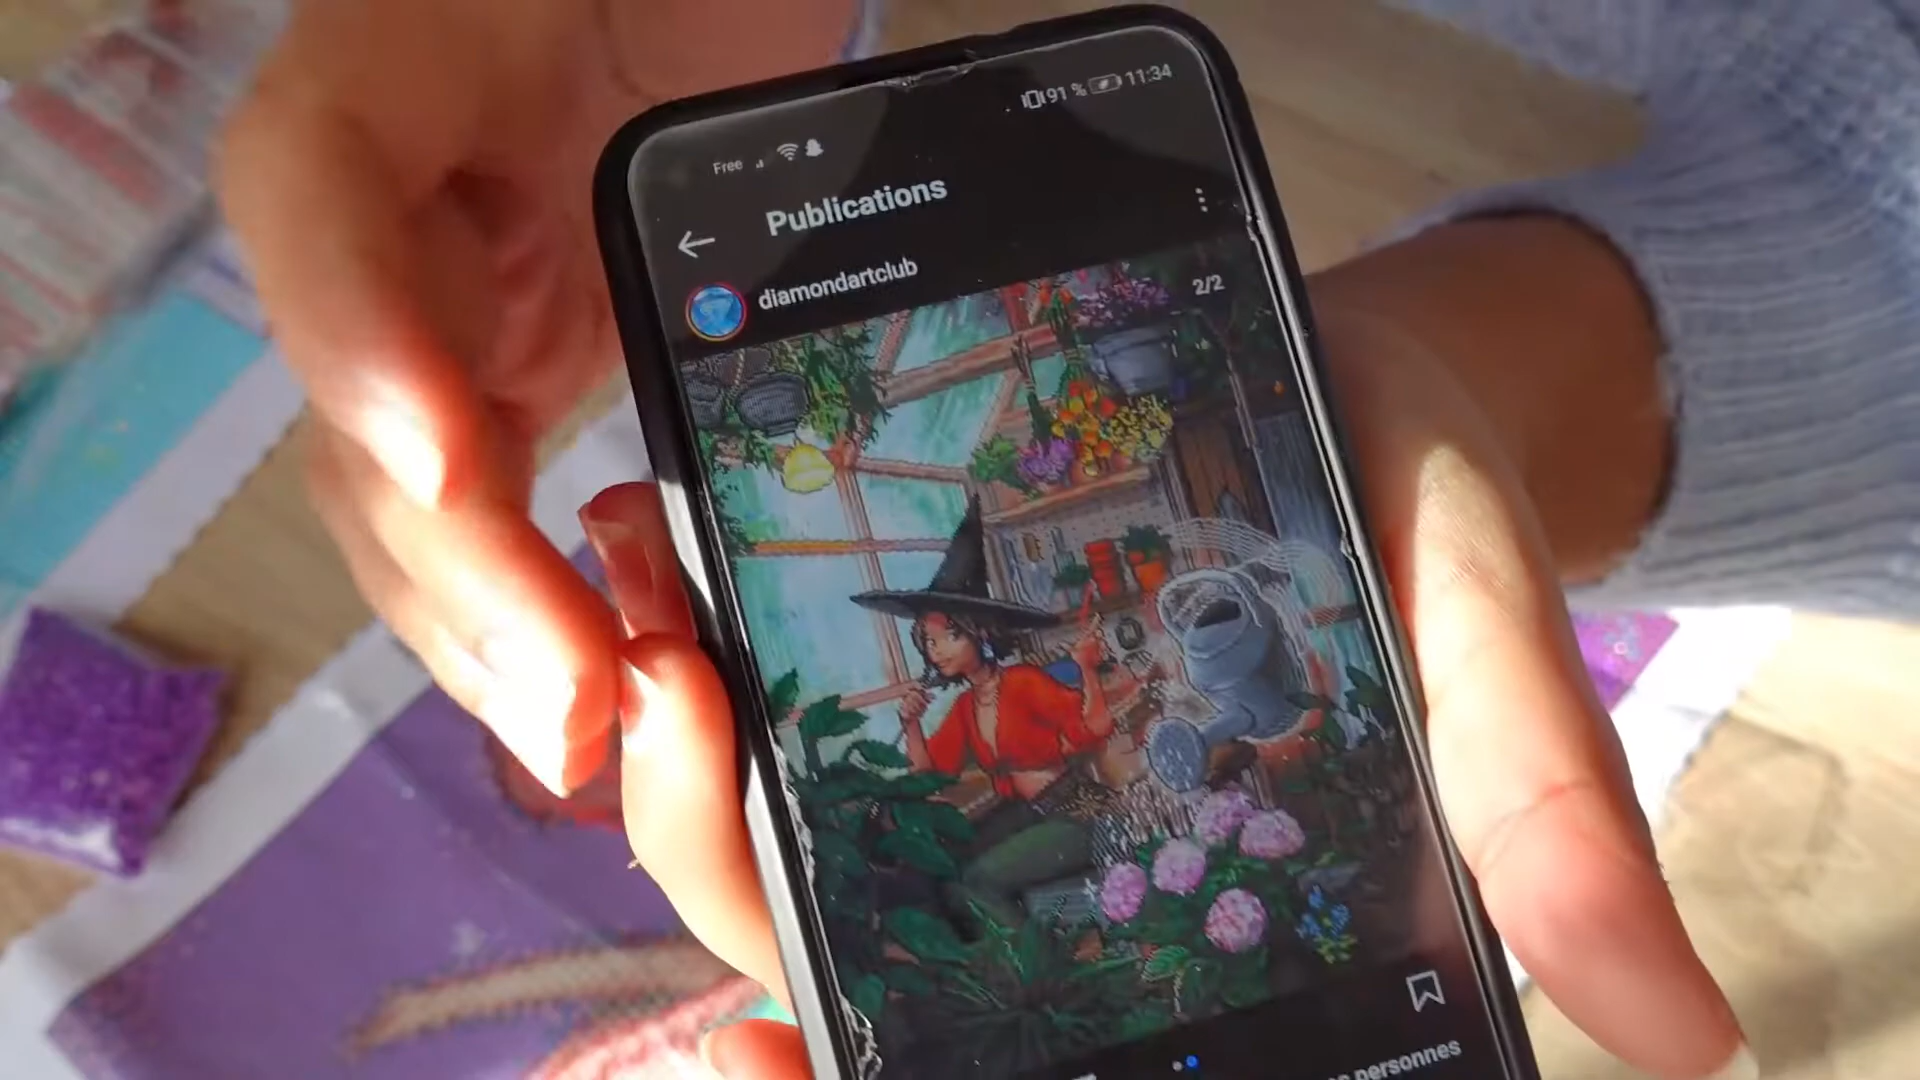 Free 91 % 11:34
Publications
diamondartclub
2/2
personnes